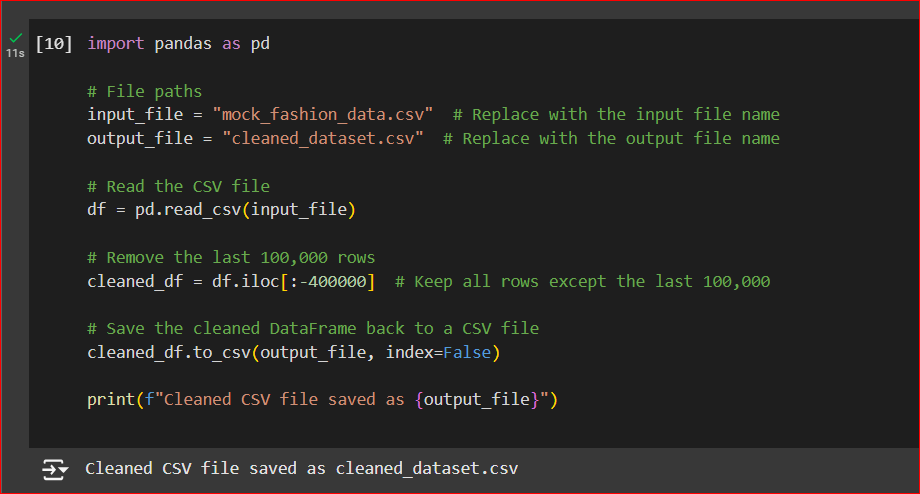 [10] import pandas as pd
11s
# File paths
input_file = "mock_fashion_data.csv"  # Replace with the input file name
output_file = "cleaned_dataset.csv"  # Replace with the output file name
# Read the CSV file
df = pd.read_csv(input_file)
# Remove the last 100,000 rows
cleaned_df = df.iloc[:-400000]  # Keep all rows except the last 100,000
# Save the cleaned DataFrame back to a CSV file
cleaned_df.to_csv(output_file, index=False)
print(f"Cleaned CSV file saved as {output_file}")
Cleaned CSV file saved as cleaned_dataset.csv